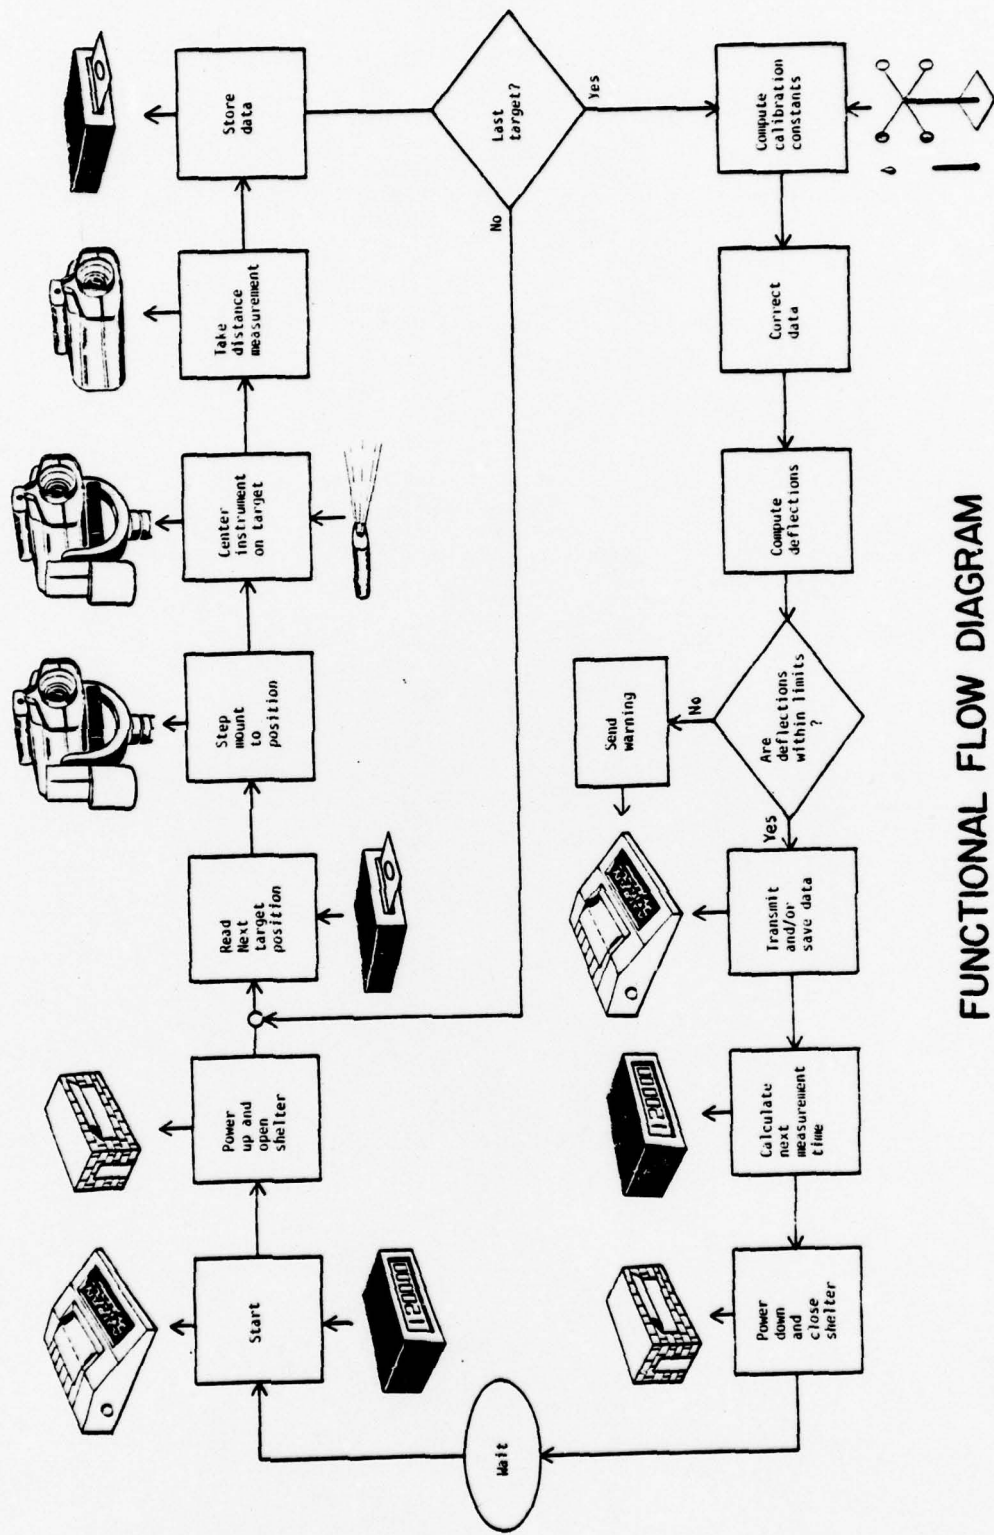 Start
Power
up and
open
shelter
Read
Next
target
position
Step
mount
to
position
Center
instrument
on target
Take
distance
measurement
Store
data
Last
target?
No
Yes
Compute
calibration
constants
Correct
data
Compute
deflections
Are
deflections
within limits
?
No
Send
warning
Yes
Transmit
and/or
save data
Calculate
next
measurement
time
Power
down
and
close
shelter
Wait
120000
120000
FUNCTIONAL FLOW DIAGRAM